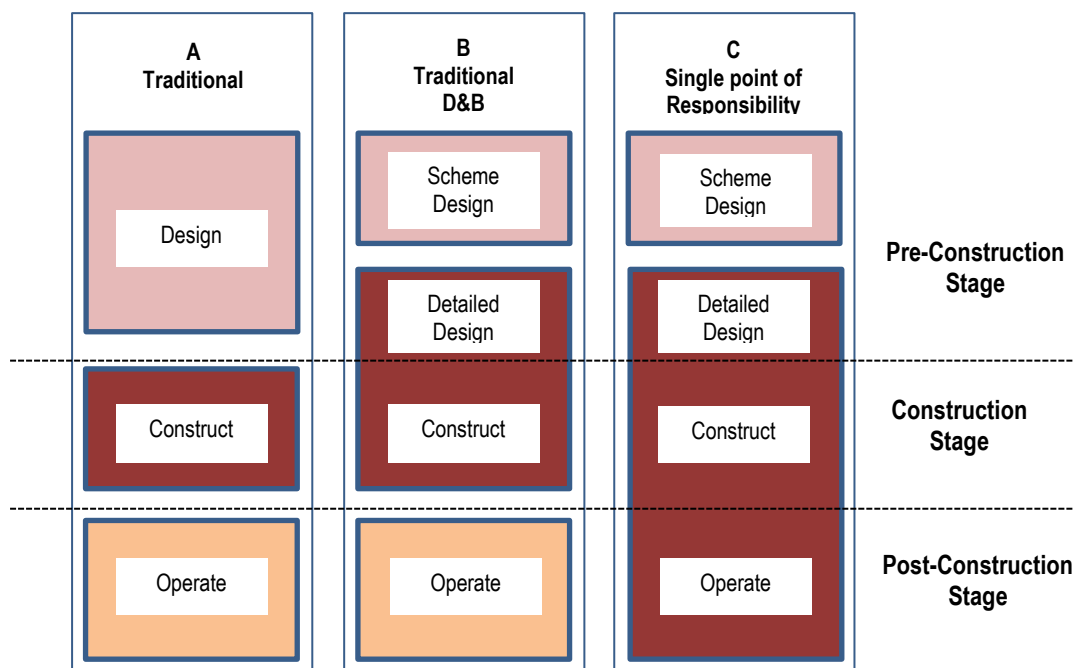 A
Traditional
B
Traditional
D&B
C
Single point of
Responsibility
Design
Scheme
Design
Scheme
Design
Pre-Construction
Stage
Detailed
Design
Detailed
Design
Construct
Construct
Construct
Construction
Stage
Operate
Operate
Operate
Post-Construction
Stage